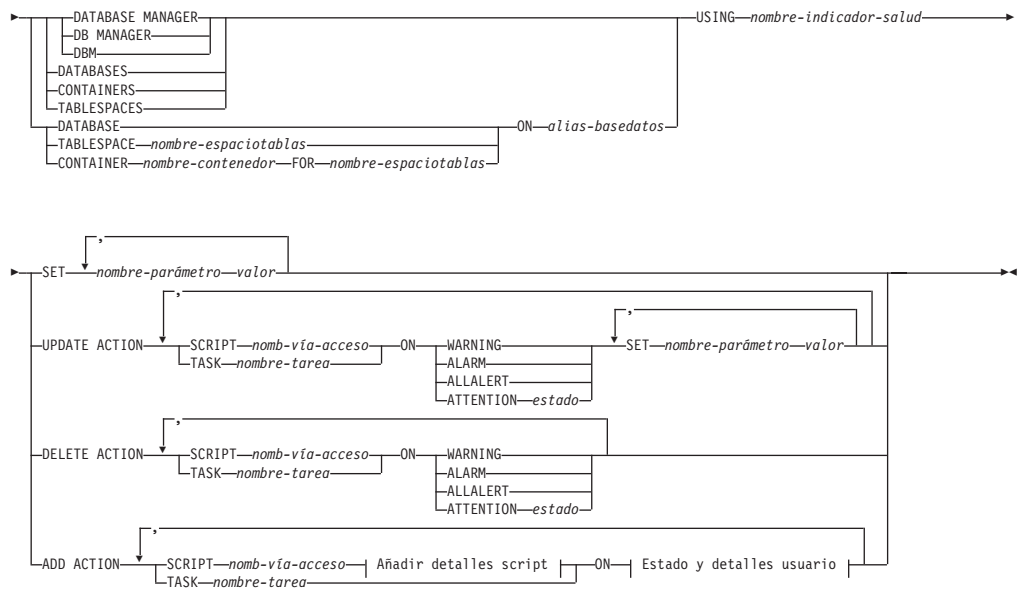 DATABASE MANAGER USING nombre-indicador-salud
DB MANAGER
DBM
DATABASES
CONTAINERS
TABLESPACES
DATABASE ON alias-basedatos
TABLESPACE nombre-espaciotablas
CONTAINER nombre-contenedor FOR nombre-espaciotablas
,
SET nombre-parámetro valor
,
,
UPDATE ACTION SCRIPT nomb-vía-acceso ON WARNING SET nombre-parámetro valor
TASK nombre-tarea ALARM
ALLALERT
ATTENTION estado
,
DELETE ACTION SCRIPT nomb-vía-acceso ON WARNING
TASK nombre-tarea ALARM
ALLALERT
ATTENTION estado
,
ADD ACTION SCRIPT nomb-vía-acceso Añadir detalles script ON Estado y detalles usuario
TASK nombre-tarea